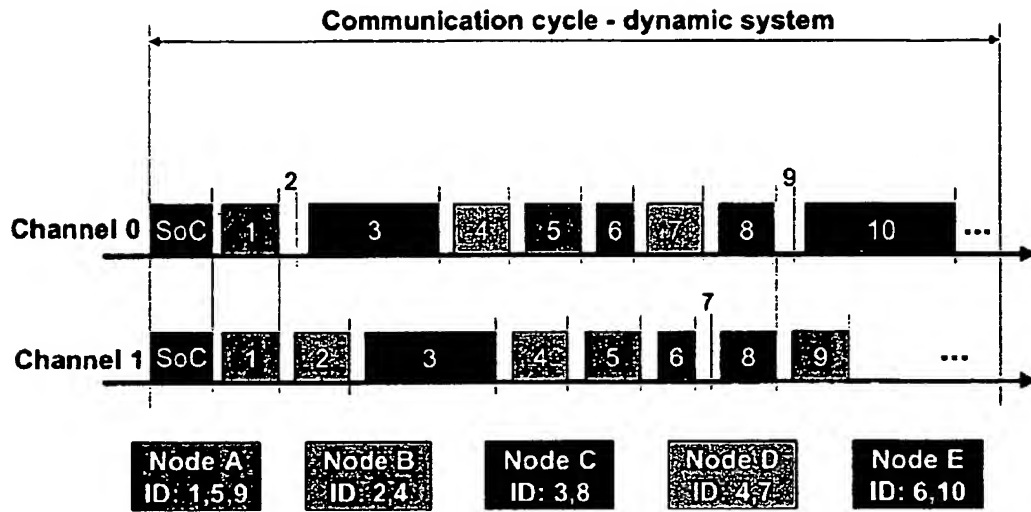 Communication cycle - dynamic system
2 9
Channel 0 SoC 1 3 4 5 6 7 8 10 ...
7
Channel 1 SoC 1 2 3 4 5 6 8 9 ...
Node A Node B Node C Node D Node E
ID: 1,5,9 ID: 2,4 ID: 3,8 ID: 4,7 ID: 6,10